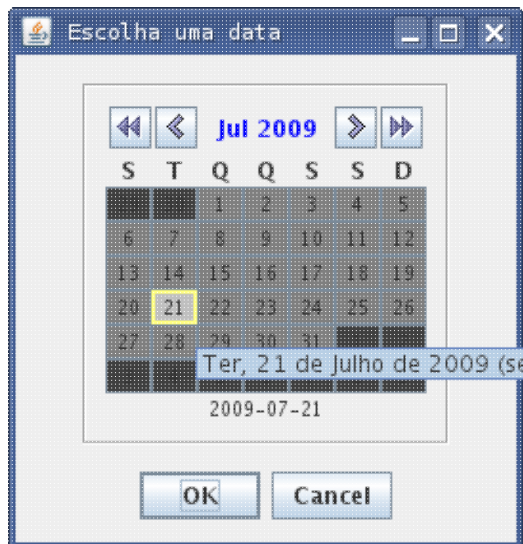 Escolha uma data
Jul 2009
S T Q Q S S D
1 2 3 4 5
6 7 8 9 10 11 12
13 14 15 16 17 18 19
20 21 22 23 24 25 26
27 28 29 30 31
Ter, 21 de Julho de 2009 (se
2009-07-21
OK Cancel